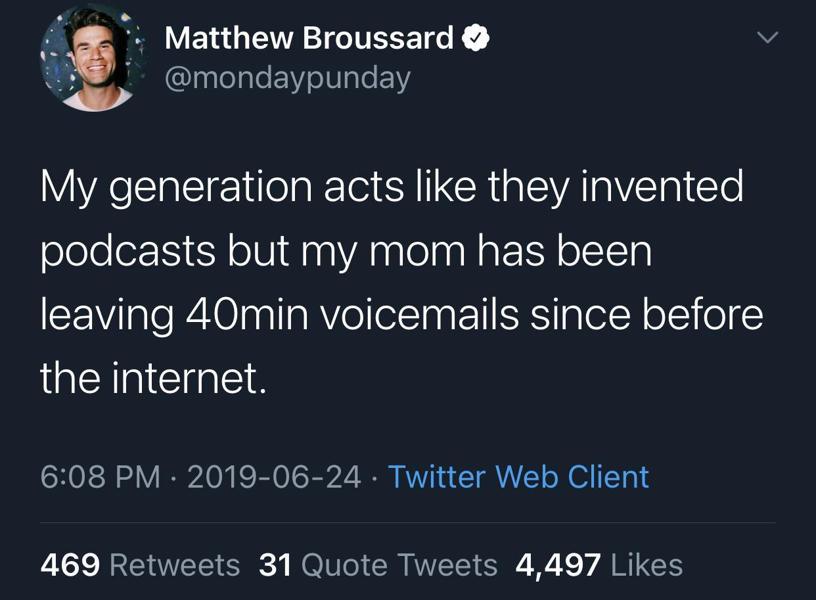 Matthew Broussard
@mondaypunday
My generation acts like they invented
podcasts but my mom has been
leaving 40min voicemails since before
the internet.
6:08 PM · 2019-06-24 · Twitter Web Client
469 Retweets 31 Quote Tweets 4,497 Likes